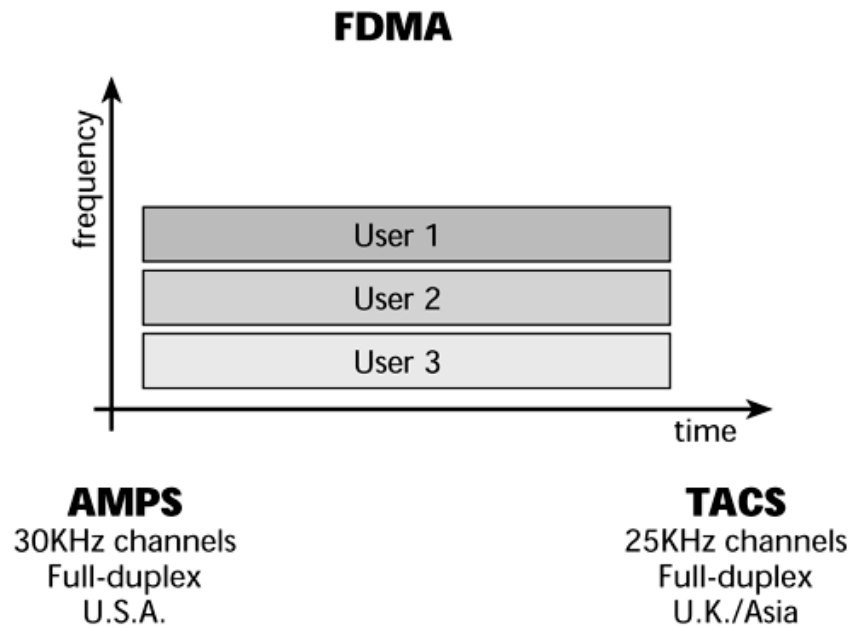 FDMA
frequency
User 1
User 2
User 3
time
AMPS
30KHz channels
Full-duplex
U.S.A.
TACS
25KHz channels
Full-duplex
U.K./Asia